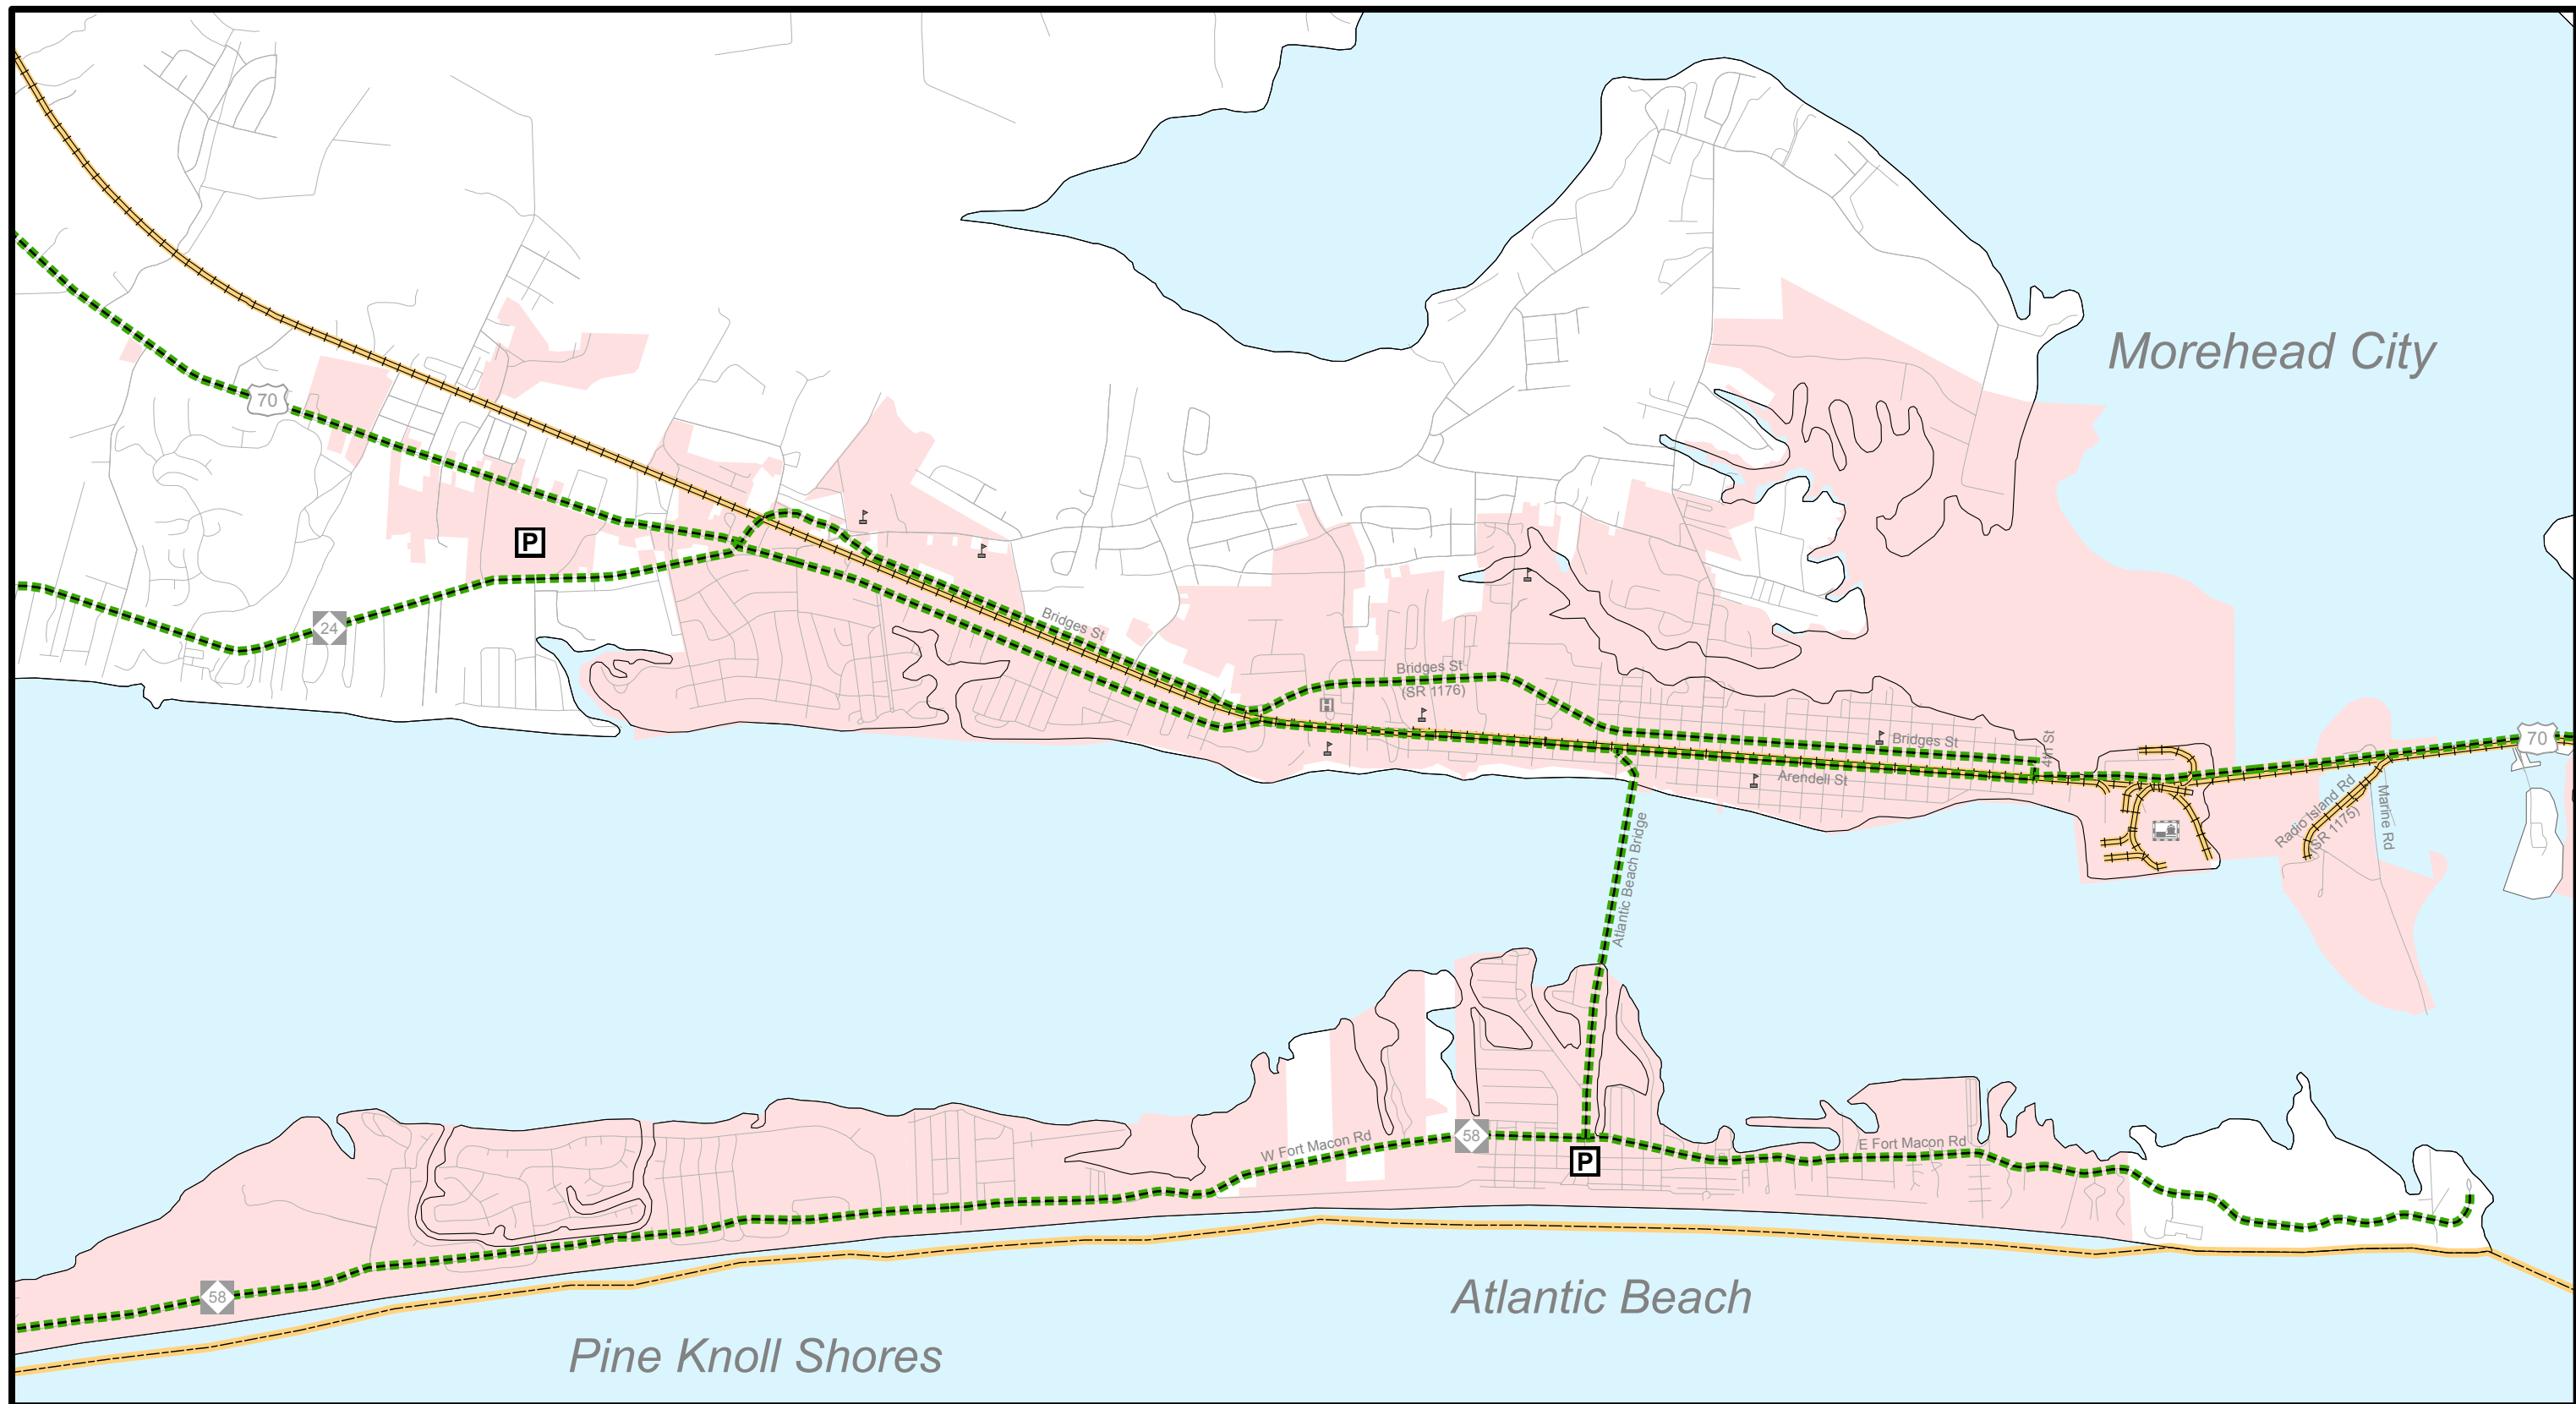 Morehead City
70
P
24
Bridges St
Bridges St
(SR 1176)
H
Bridges St
4th St
70
Arendell St
Radio Island Rd
(SR 1175)
Marine Rd
Atlantic Beach Bridge
58
W Fort Macon Rd
E Fort Macon Rd
P
58
Atlantic Beach
Pine Knoll Shores